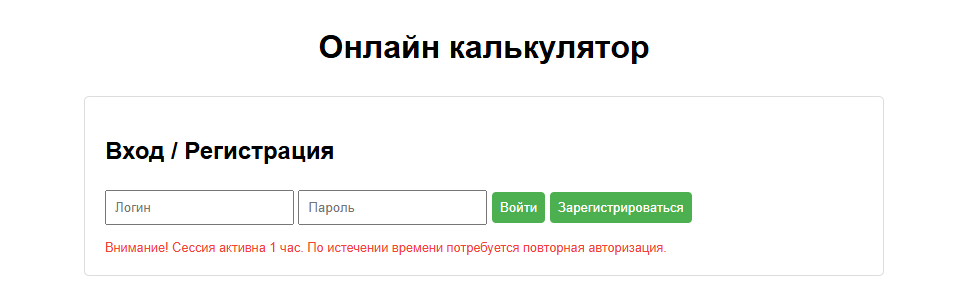 Онлайн калькулятор
Вход / Регистрация
Логин Пароль Войти Зарегистрироваться
Внимание! Сессия активна 1 час. По истечении времени потребуется повторная авторизация.